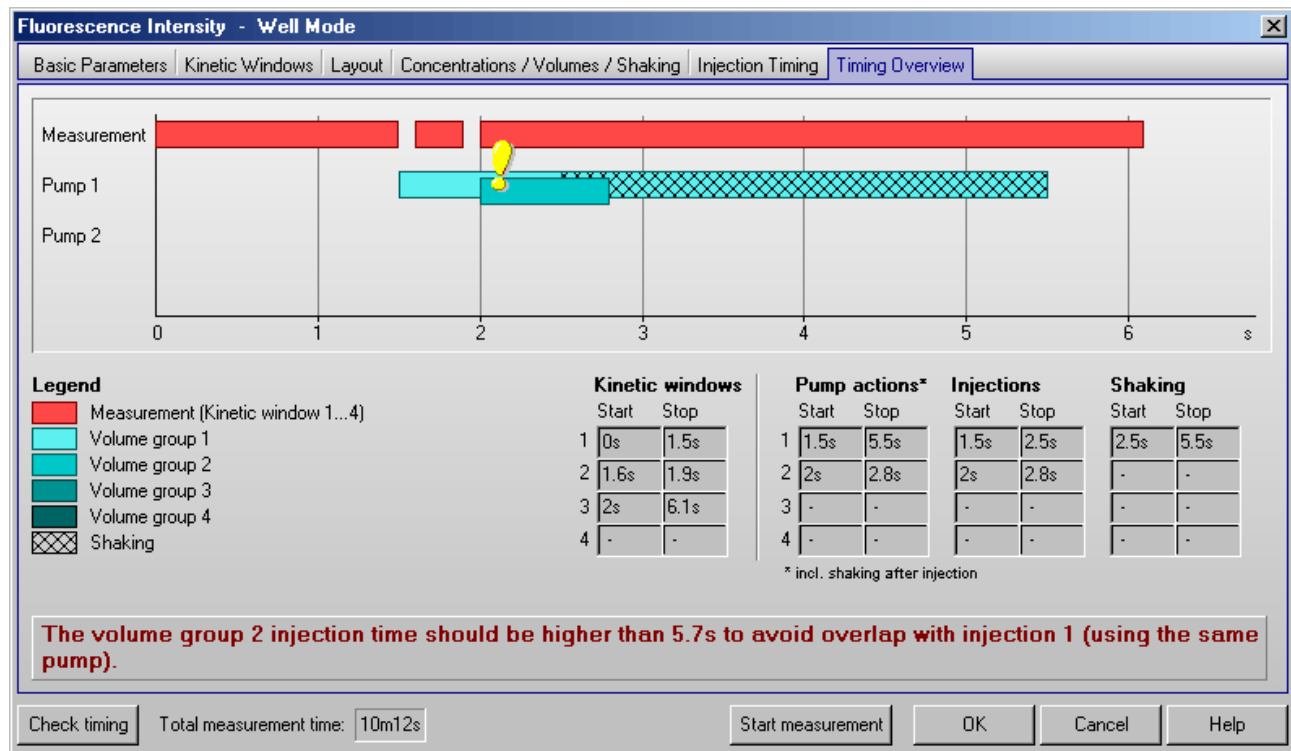 Fluorescence Intensity - Well Mode
Basic Parameters Kinetic Windows Layout Concentrations / Volumes / Shaking Injection Timing Timing Overview
Measurement
Pump 1
Pump 2
0 1 2 3 4 5 6 s
Legend Kinetic windows Pump actions* Injections Shaking
Measurement (Kinetic window 1...4) Start Stop Start Stop Start Stop Start Stop
Volume group 1 1 0s 1.5s 1 1.5s 5.5s 1.5s 2.5s 2.5s 5.5s
Volume group 2 2 1.6s 1.9s 2 2s 2.8s 2s 2.8s - -
Volume group 3 3 2s 6.1s 3 - - - - - -
Volume group 4
Shaking 4 - - 4 - - - - - -
* incl. shaking after injection
The volume group 2 injection time should be higher than 5.7s to avoid overlap with injection 1 (using the same
pump).
Check timing Total measurement time: 10m12s Start measurement OK Cancel Help